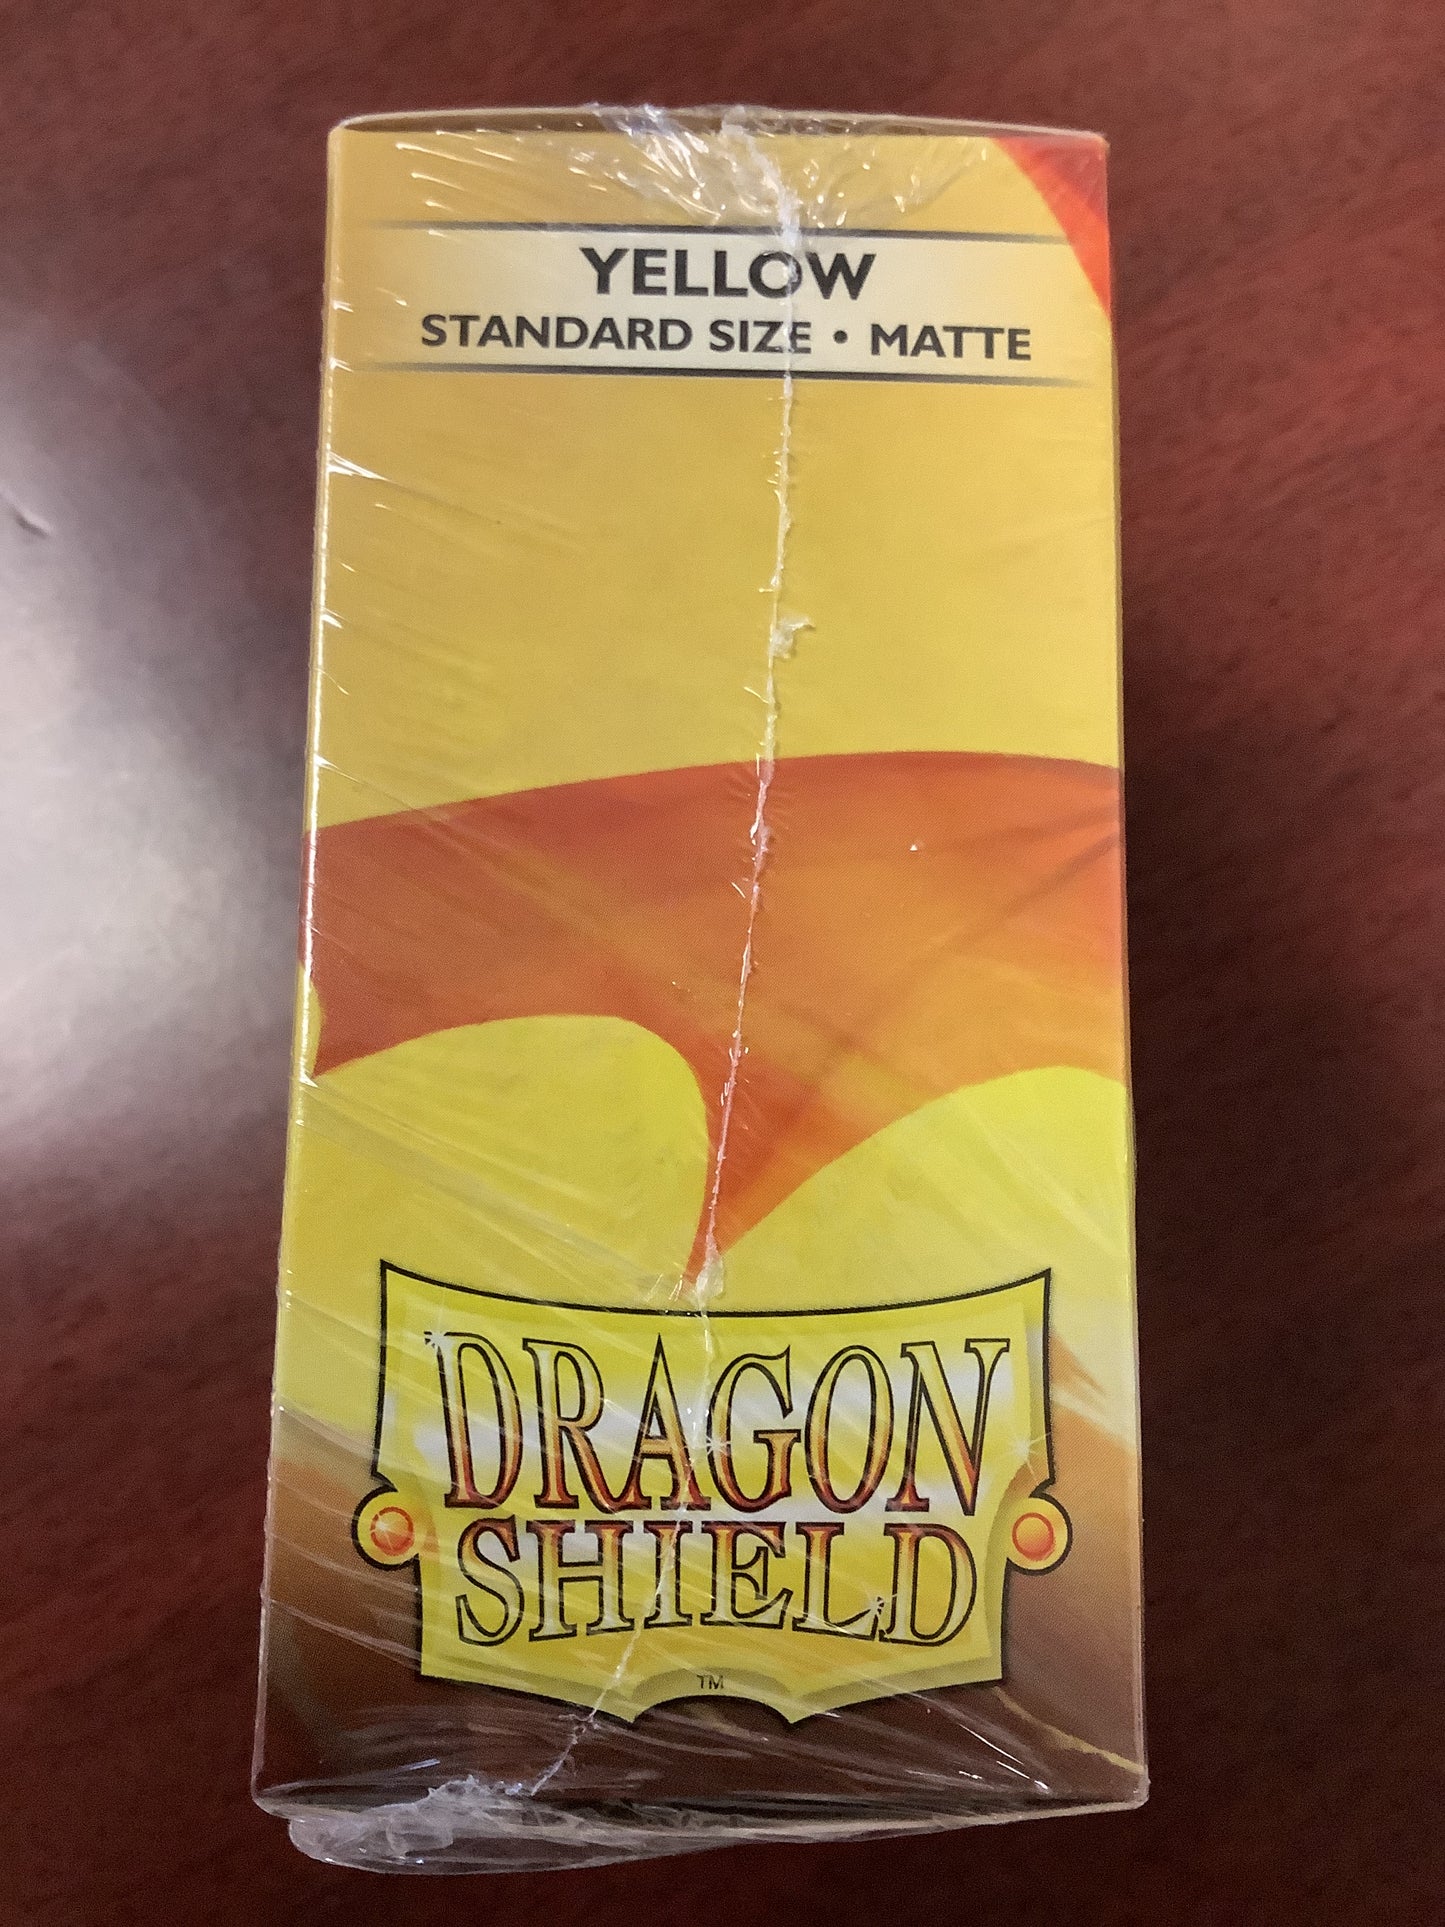 YELLOW
STANDARD SIZE • MATTE
DRAGON
SHIELD
TM